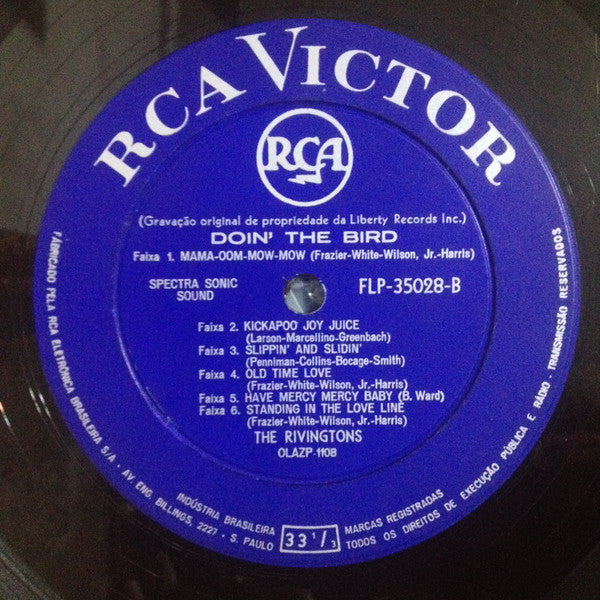 RCA VICTOR
RCA
(Gravação original de propriedade da Liberty Records Inc.)
DOIN' THE BIRD
Faixa 1. MAMA-OOM-MOW-MOW (Frazier-White-Wilson, Jr.-Harris)
SPECTRA SONIC
SOUND
FLP-35028-B
Faixa 2. KICKAPOO JOY JUICE
(Larson-Marcellino-Greenbach)
Faixa 3. SLIPPIN' AND SLIDIN'
(Penniman-Collins-Bocage-Smith)
Faixa 4. OLD TIME LOVE
(Frazier-White-Wilson, Jr.-Harris)
Faixa 5. HAVE MERCY MERCY BABY (B. Ward)
Faixa 6. STANDING IN THE LOVE LINE
(Frazier-White-Wilson, Jr.-Harris)
THE RIVINGTONS
OLAZP-1108
FABRICADO PELA RCA ELETRÔNICA BRASILEIRA S/A - AV. ENG. BILLINGS, 2227 - S. PAULO
INDÚSTRIA BRASILEIRA
33 1/3
MARCAS REGISTRADAS
TODOS OS DIREITOS DE EXECUÇÃO PÚBLICA E RÁDIO - TRANSMISSÃO RESERVADOS